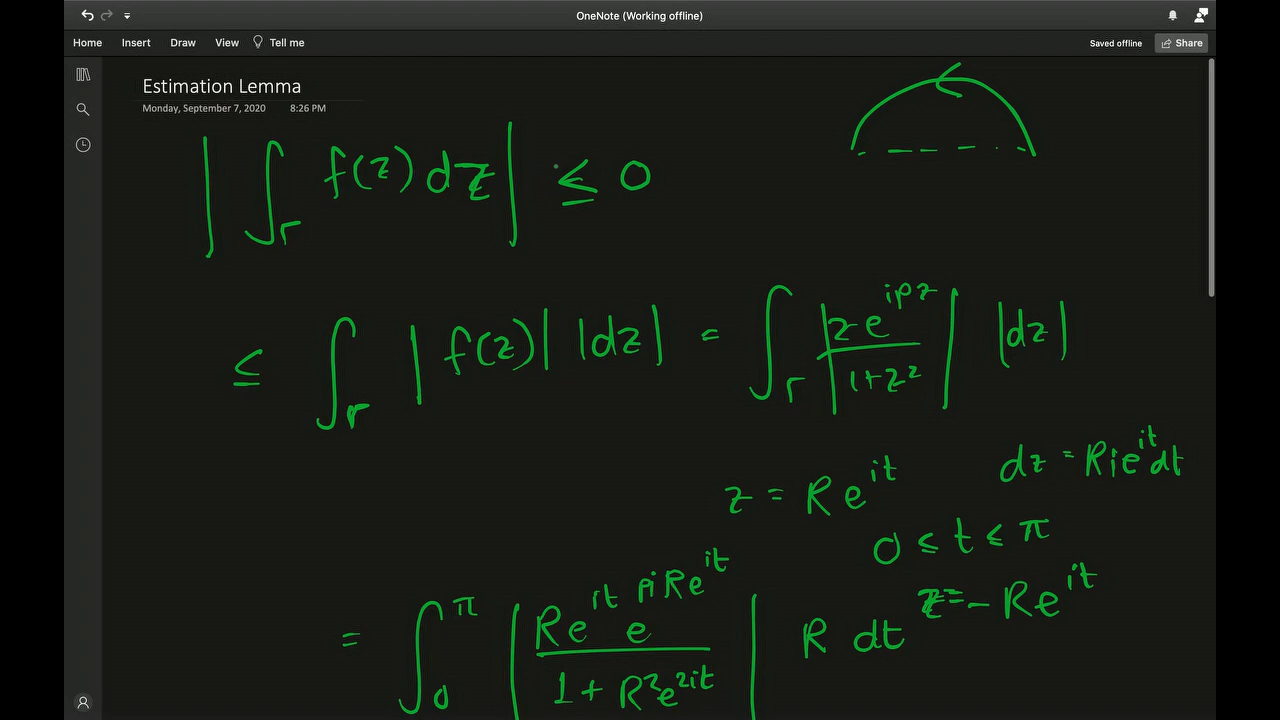 OneNote (Working offline)
Home Insert Draw View Tell me Saved offline Share
Estimation Lemma
Monday, September 7, 2020 8:26 PM
| ∫_Γ f(z) dz | ≤ 0
≤ ∫_Γ | f(z) | |dz| = ∫_Γ | z e^{ipz} / 1+z² | |dz|
z = R e^{it} dz = Rie^{it}dt
0 ≤ t ≤ π
z = - Re^{it}
= ∫_0^π | Re^{it} e^{piRe^{it}} / 1 + R²e^{2it} | R dt